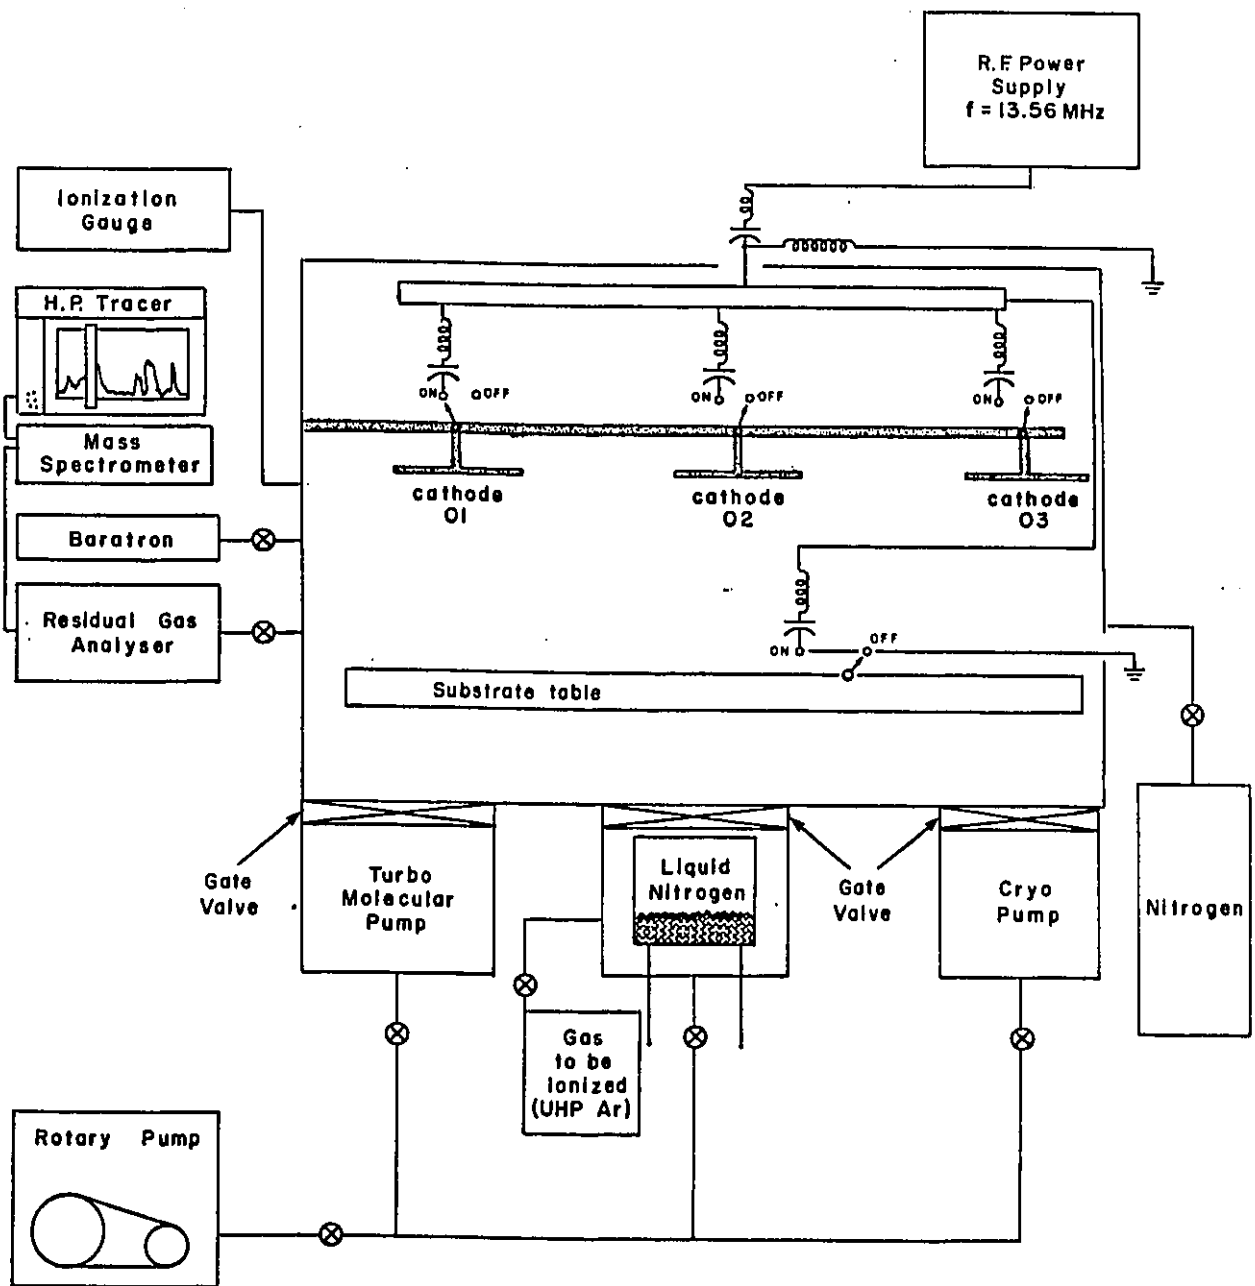 R.F. Power
Supply
f = 13.56 MHz
Ionization
Gauge
H.P. Tracer
ON
OFF
ON
OFF
ON
OFF
Mass
Spectrometer
cathode
01
cathode
02
cathode
03
Baratron
Residual Gas
Analyser
OFF
ON
Substrate table
Gate
Valve
Turbo
Molecular
Pump
Liquid
Nitrogen
Gate
Valve
Cryo
Pump
Nitrogen
Gas
to be
Ionized
(UHP Ar)
Rotary Pump